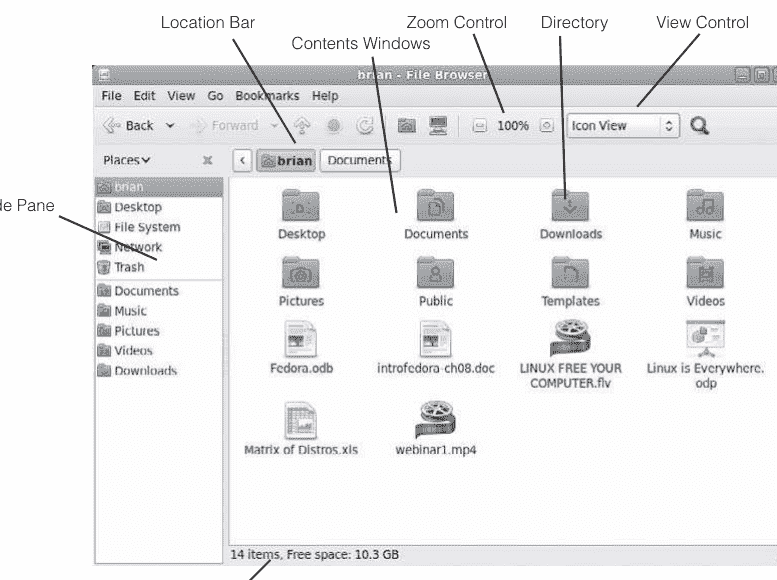 Location Bar
Zoom Control
Directory
View Control
Contents Windows
brian - File Browser
File Edit View Go Bookmarks Help
Back Forward 100% Icon View
Places brian Documents
de Pane
brian
Desktop
File System
Network
Trash
Documents
Music
Pictures
Videos
Downloads
Desktop Documents Downloads Music
Pictures Public Templates Videos
Fedora.odb introfedora-ch08.doc LINUX FREE YOUR Linux is Everywhere.
COMPUTER.flv odp
Matrix of Distros.xls webinar1.mp4
14 items, Free space: 10.3 GB